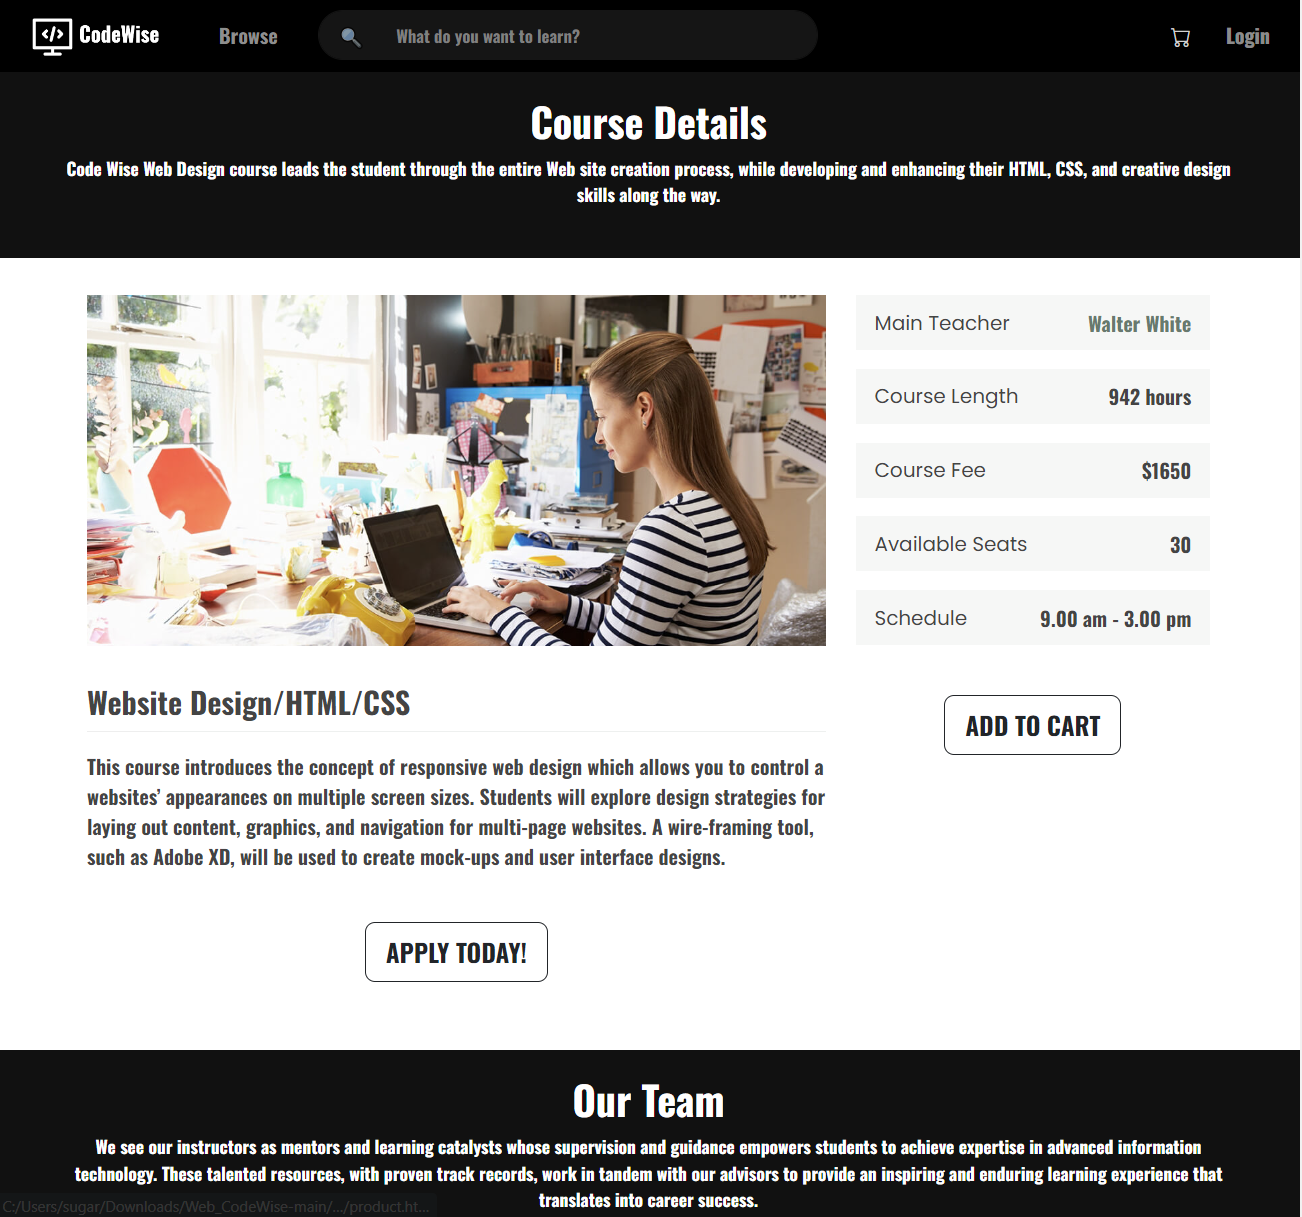 CodeWise
Browse
What do you want to learn?
Login
Course Details
Code Wise Web Design course leads the student through the entire Web site creation process, while developing and enhancing their HTML, CSS, and creative design
skills along the way.
Main Teacher Walter White
Course Length 942 hours
Course Fee $1650
Available Seats 30
Schedule 9.00 am - 3.00 pm
ADD TO CART
Website Design/HTML/CSS
This course introduces the concept of responsive web design which allows you to control a
websites’ appearances on multiple screen sizes. Students will explore design strategies for
laying out content, graphics, and navigation for multi-page websites. A wire-framing tool,
such as Adobe XD, will be used to create mock-ups and user interface designs.
APPLY TODAY!
Our Team
We see our instructors as mentors and learning catalysts whose supervision and guidance empowers students to achieve expertise in advanced information
technology. These talented resources, with proven track records, work in tandem with our advisors to provide an inspiring and enduring learning experience that
translates into career success.
C:/Users/sugar/Downloads/Web_CodeWise-main/.../product.ht...